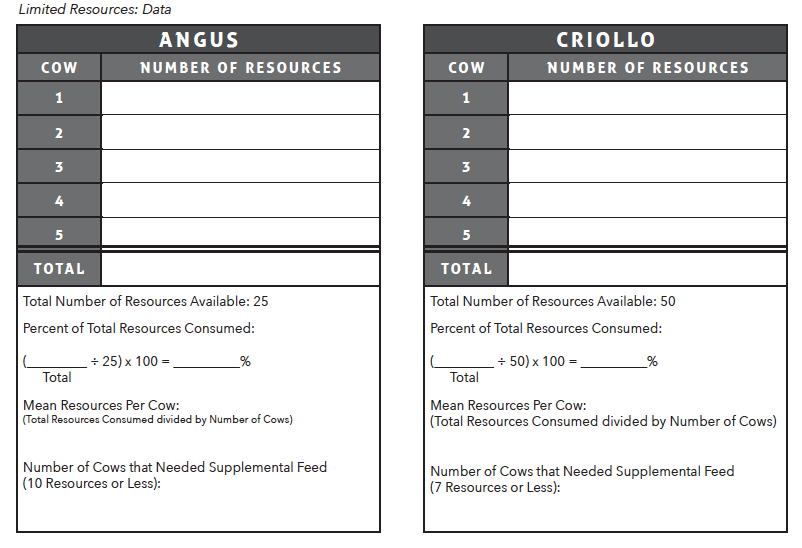 Limited Resources: Data
ANGUS
COW NUMBER OF RESOURCES
1
2
3
4
5
TOTAL
Total Number of Resources Available: 25
Percent of Total Resources Consumed:
(________ ÷ 25) x 100 = _________%
Total
Mean Resources Per Cow:
(Total Resources Consumed divided by Number of Cows)
Number of Cows that Needed Supplemental Feed
(10 Resources or Less):
CRIOLLO
COW NUMBER OF RESOURCES
1
2
3
4
5
TOTAL
Total Number of Resources Available: 50
Percent of Total Resources Consumed:
(________ ÷ 50) x 100 = _________%
Total
Mean Resources Per Cow:
(Total Resources Consumed divided by Number of Cows)
Number of Cows that Needed Supplemental Feed
(7 Resources or Less):